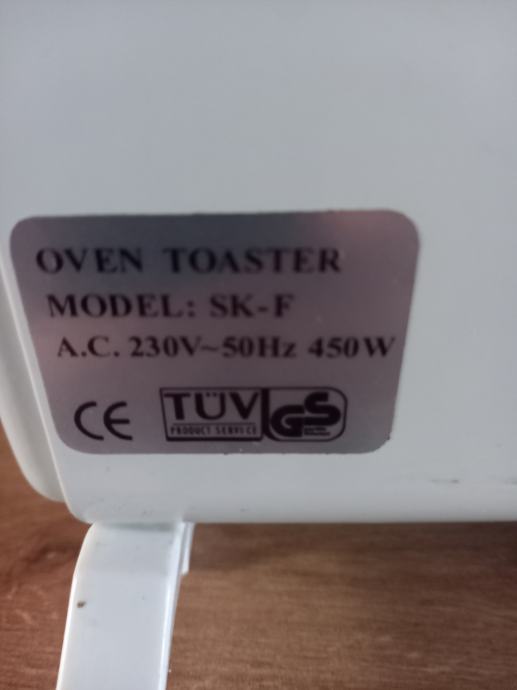 OVEN TOASTER
MODEL: SK-F
A.C. 230V~50Hz 450W
CE TÜV GS
PRODUCT SERVICE